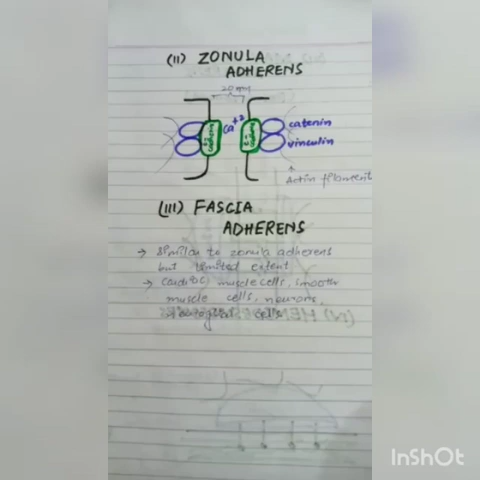 (ii) ZONULA
ADHERENS
20 nm
Ca+2
catenin
vinculin
Actin filament
(III) FASCIA
ADHERENS
→ similar to zonula adherens
but limited extent
→ cardiac muscle cells, smooth
muscle cells, neurons,
cells
InShOt